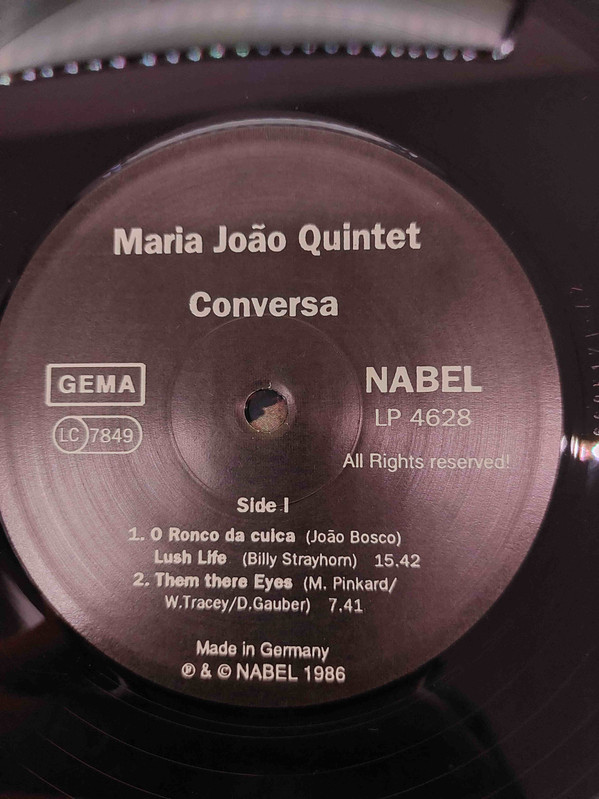 Maria João Quintet
Conversa
GEMA
LC 7849
NABEL
LP 4628
All Rights reserved!
Side I
1. O Ronco da cuica (João Bosco)
Lush Life (Billy Strayhorn) 15.42
2. Them there Eyes (M. Pinkard/
W.Tracey/D.Gauber) 7.41
Made in Germany
℗ & © NABEL 1986